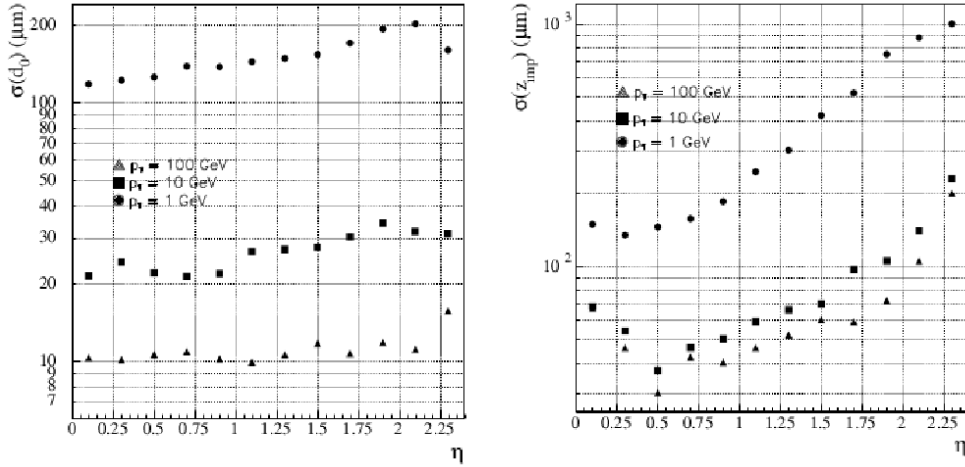 σ(d₀) (μm)
200
100
90
80
70
60
50
40
30
20
10
9
8
7
▲ p_T = 100 GeV
■ p_T = 10 GeV
● p_T = 1 GeV
0 0.25 0.5 0.75 1 1.25 1.5 1.75 2 2.25
η
σ(z_imp) (μm)
10³
10²
▲ p_T = 100 GeV
■ p_T = 10 GeV
● p_T = 1 GeV
0 0.25 0.5 0.75 1 1.25 1.5 1.75 2 2.25
η